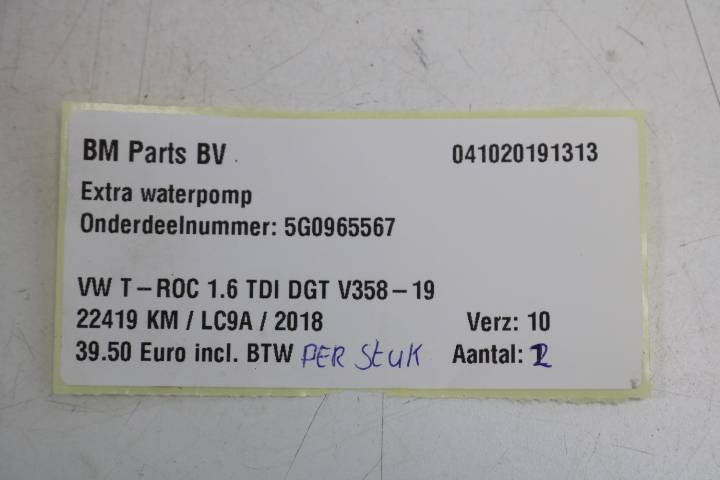 BM Parts BV 041020191313
Extra waterpomp
Onderdeelnummer: 5G0965567
VW T-ROC 1.6 TDI DGT V358-19
22419 KM / LC9A / 2018 Verz: 10
39.50 Euro incl. BTW PER StUK Aantal: 2